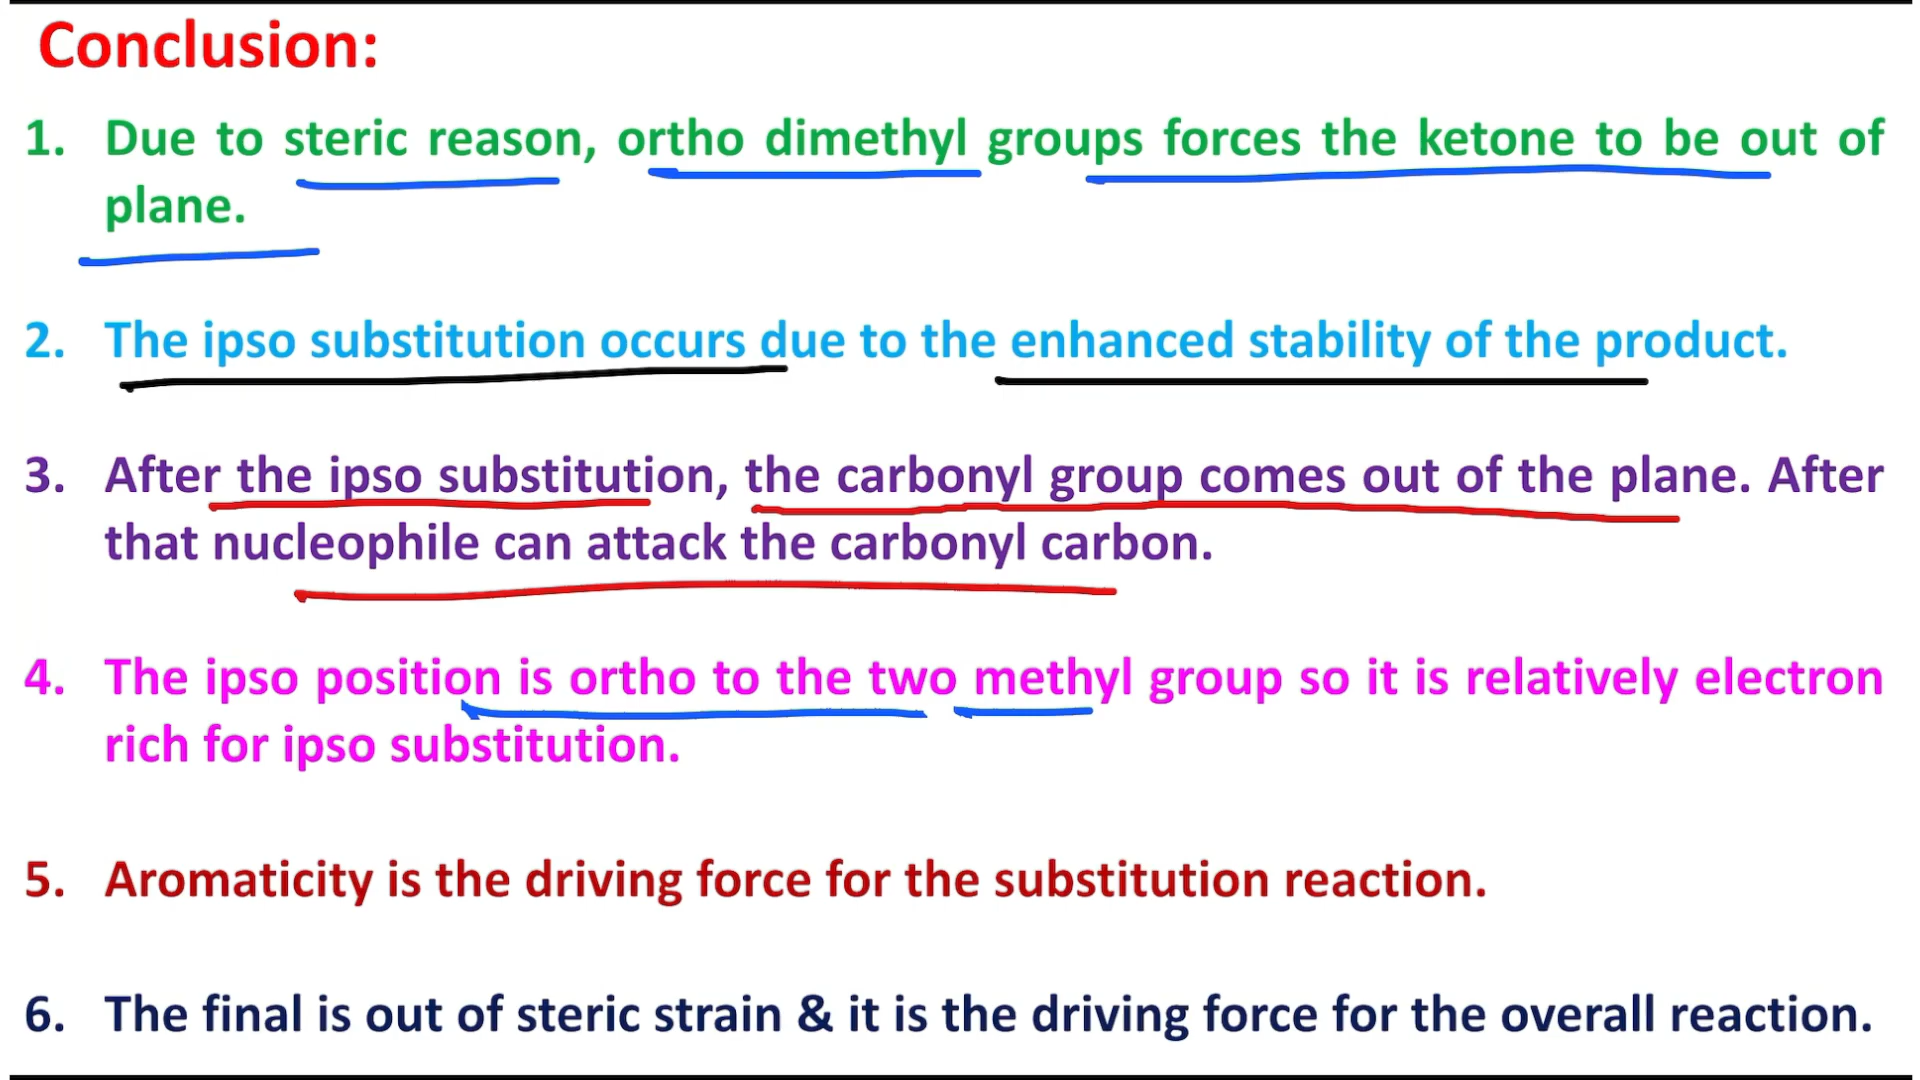 Conclusion:
1. Due to steric reason, ortho dimethyl groups forces the ketone to be out of
plane.
2. The ipso substitution occurs due to the enhanced stability of the product.
3. After the ipso substitution, the carbonyl group comes out of the plane. After
that nucleophile can attack the carbonyl carbon.
4. The ipso position is ortho to the two methyl group so it is relatively electron
rich for ipso substitution.
5. Aromaticity is the driving force for the substitution reaction.
6. The final is out of steric strain & it is the driving force for the overall reaction.